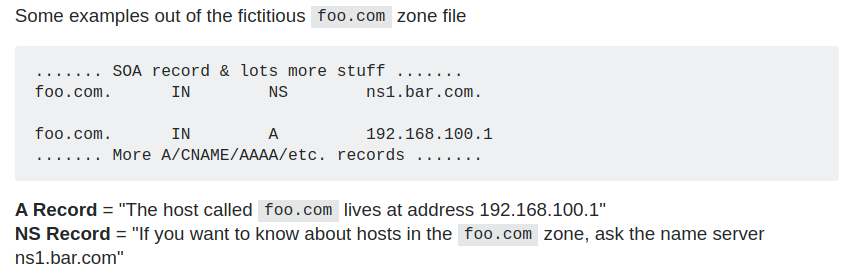 Some examples out of the fictitious foo.com zone file
....... SOA record & lots more stuff .......
foo.com.      IN        NS        ns1.bar.com.
foo.com.      IN        A         192.168.100.1
....... More A/CNAME/AAAA/etc. records .......
A Record = "The host called foo.com lives at address 192.168.100.1"
NS Record = "If you want to know about hosts in the foo.com zone, ask the name server
ns1.bar.com"